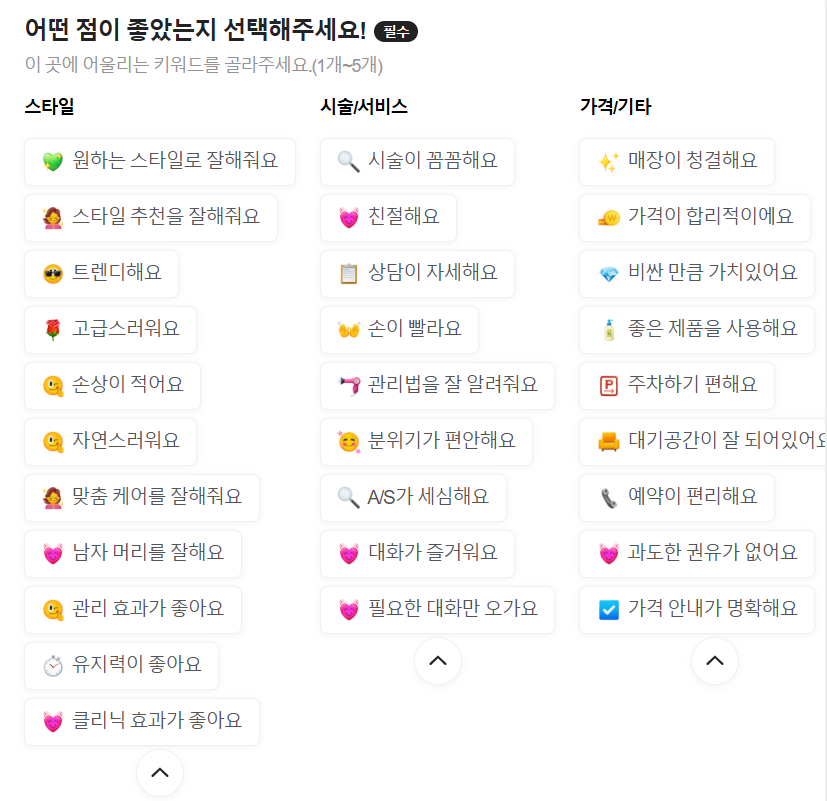 어떤 점이 좋았는지 선택해주세요! 필수
이 곳에 어울리는 키워드를 골라주세요.(1개~5개)
스타일
원하는 스타일로 잘해줘요
스타일 추천을 잘해줘요
트렌디해요
고급스러워요
손상이 적어요
자연스러워요
맞춤 케어를 잘해줘요
남자 머리를 잘해요
관리 효과가 좋아요
유지력이 좋아요
클리닉 효과가 좋아요
시술/서비스
시술이 꼼꼼해요
친절해요
상담이 자세해요
손이 빨라요
관리법을 잘 알려줘요
분위기가 편안해요
A/S가 세심해요
대화가 즐거워요
필요한 대화만 오가요
가격/기타
매장이 청결해요
가격이 합리적이에요
비싼 만큼 가치있어요
좋은 제품을 사용해요
주차하기 편해요
대기공간이 잘 되어있어요
예약이 편리해요
과도한 권유가 없어요
가격 안내가 명확해요